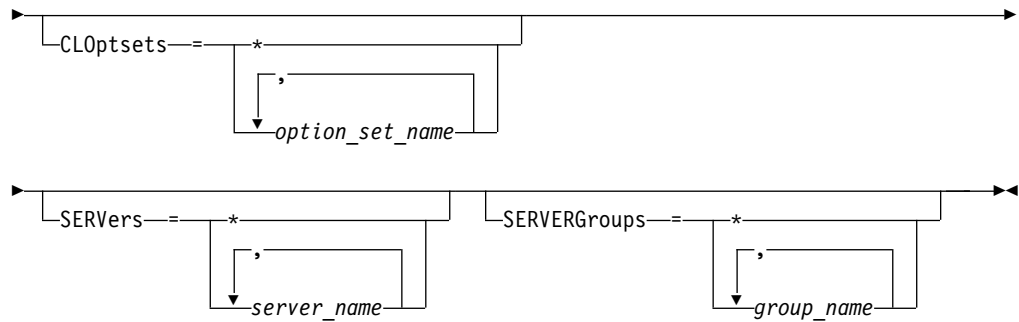 CLOptsets = *
,
option_set_name
SERVers = * SERVERGroups = *
, ,
server_name group_name